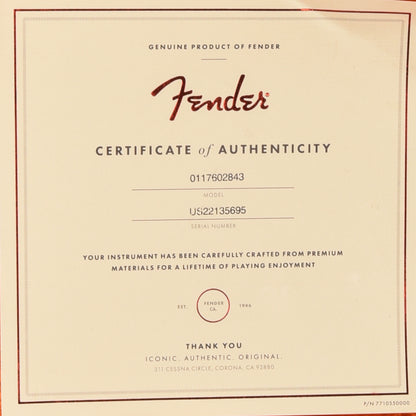 GENUINE PRODUCT OF FENDER
Fender
CERTIFICATE of AUTHENTICITY
0117602843
MODEL
US22135695
SERIAL NUMBER
YOUR INSTRUMENT HAS BEEN CAREFULLY CRAFTED FROM PREMIUM
MATERIALS FOR A LIFETIME OF PLAYING ENJOYMENT
EST. FENDER CO. 1946
THANK YOU
ICONIC. AUTHENTIC. ORIGINAL.
311 CESSNA CIRCLE, CORONA, CA 92880
P/N 7710550000